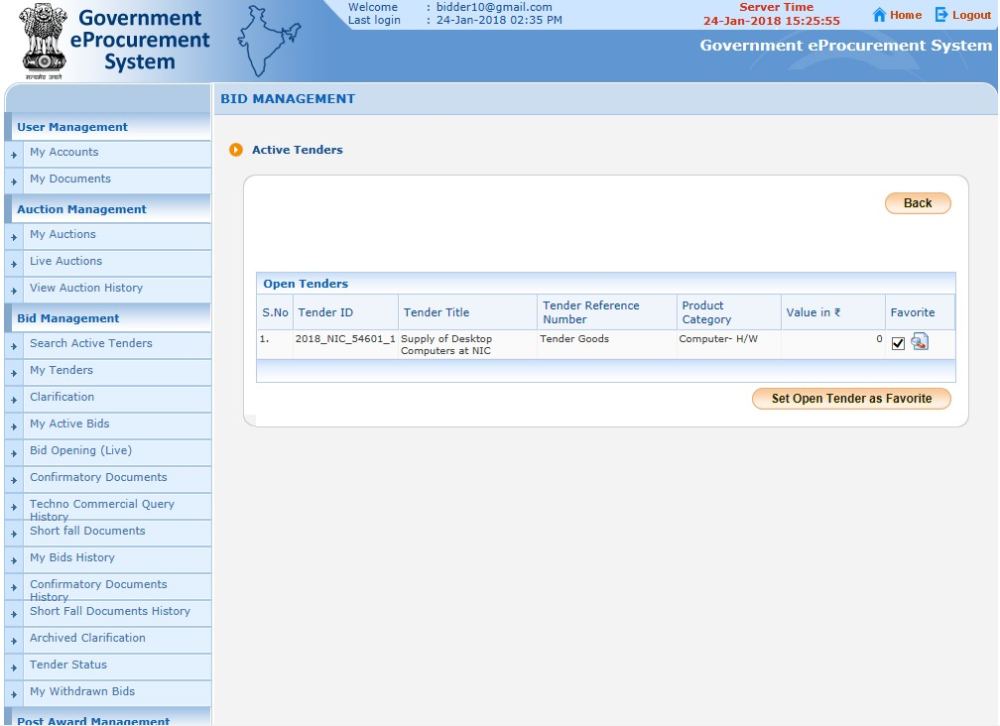 Government
eProcurement
System
सत्यमेव जयते
Welcome : bidder10@gmail.com
Last login : 24-Jan-2018 02:35 PM
Server Time
24-Jan-2018 15:25:55
Home
Logout
Government eProcurement System
BID MANAGEMENT
User Management
My Accounts
My Documents
Auction Management
My Auctions
Live Auctions
View Auction History
Bid Management
Search Active Tenders
My Tenders
Clarification
My Active Bids
Bid Opening (Live)
Confirmatory Documents
Techno Commercial Query
History
Short fall Documents
My Bids History
Confirmatory Documents
History
Short Fall Documents History
Archived Clarification
Tender Status
My Withdrawn Bids
Post Award Management
Active Tenders
Back
Open Tenders
S.No Tender ID Tender Title Tender Reference Product Value in ₹ Favorite
Number Category
1. 2018_NIC_54601_1 Supply of Desktop Tender Goods Computer- H/W 0
Computers at NIC
Set Open Tender as Favorite